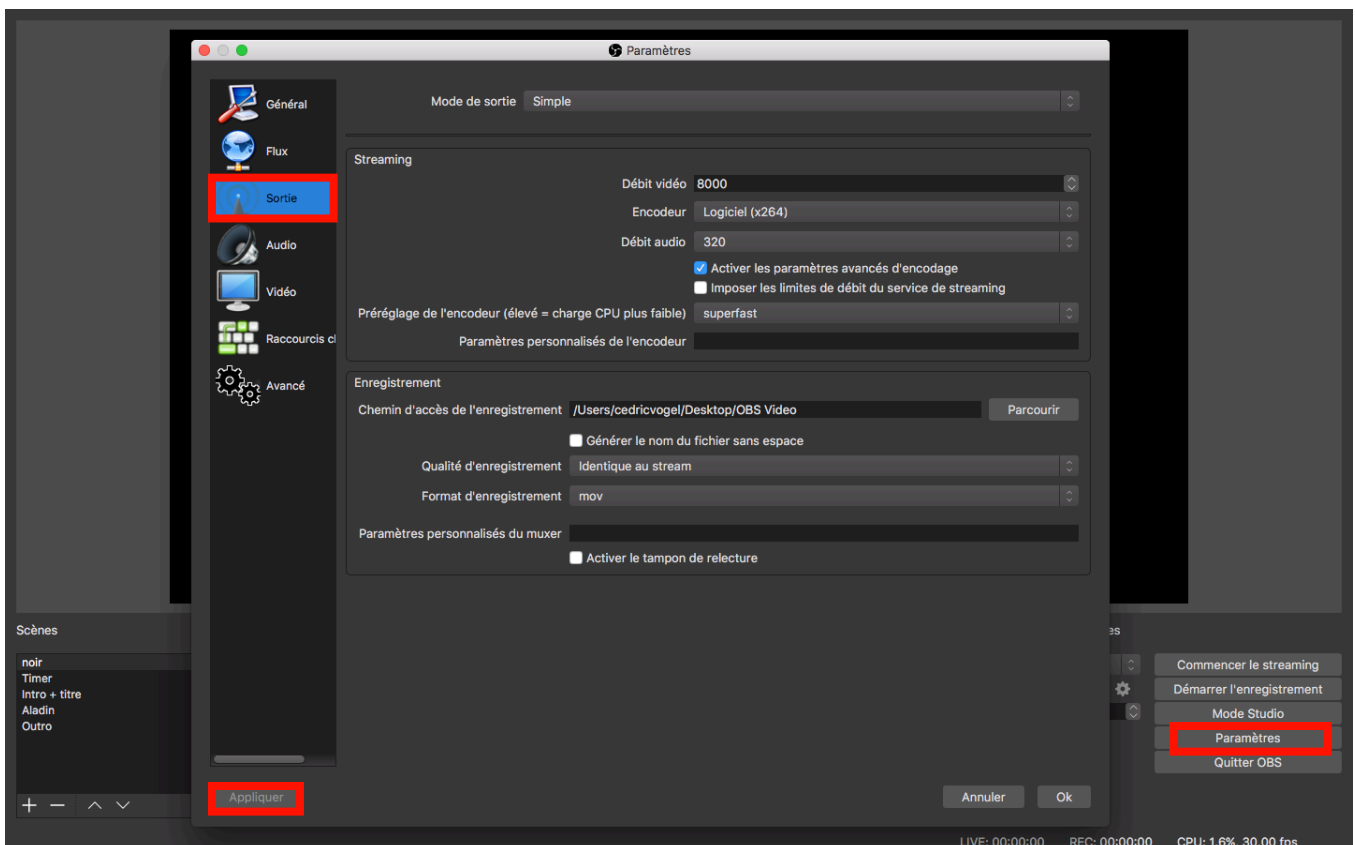 Paramètres
Général
Flux
Sortie
Audio
Vidéo
Raccourcis cl
Avancé
Mode de sortie Simple
Streaming
Débit vidéo 8000
Encodeur Logiciel (x264)
Débit audio 320
Activer les paramètres avancés d'encodage
Imposer les limites de débit du service de streaming
Préréglage de l'encodeur (élevé = charge CPU plus faible) superfast
Paramètres personnalisés de l'encodeur
Enregistrement
Chemin d'accès de l'enregistrement /Users/cedricvogel/Desktop/OBS Video Parcourir
Générer le nom du fichier sans espace
Qualité d'enregistrement Identique au stream
Format d'enregistrement mov
Paramètres personnalisés du muxer
Activer le tampon de relecture
Appliquer
Annuler Ok
Scènes
noir
Timer
Intro + titre
Aladin
Outro
es
Commencer le streaming
Démarrer l'enregistrement
Mode Studio
Paramètres
Quitter OBS
LIVE: 00:00:00 REC: 00:00:00 CPU: 1.6%, 30.00 fps